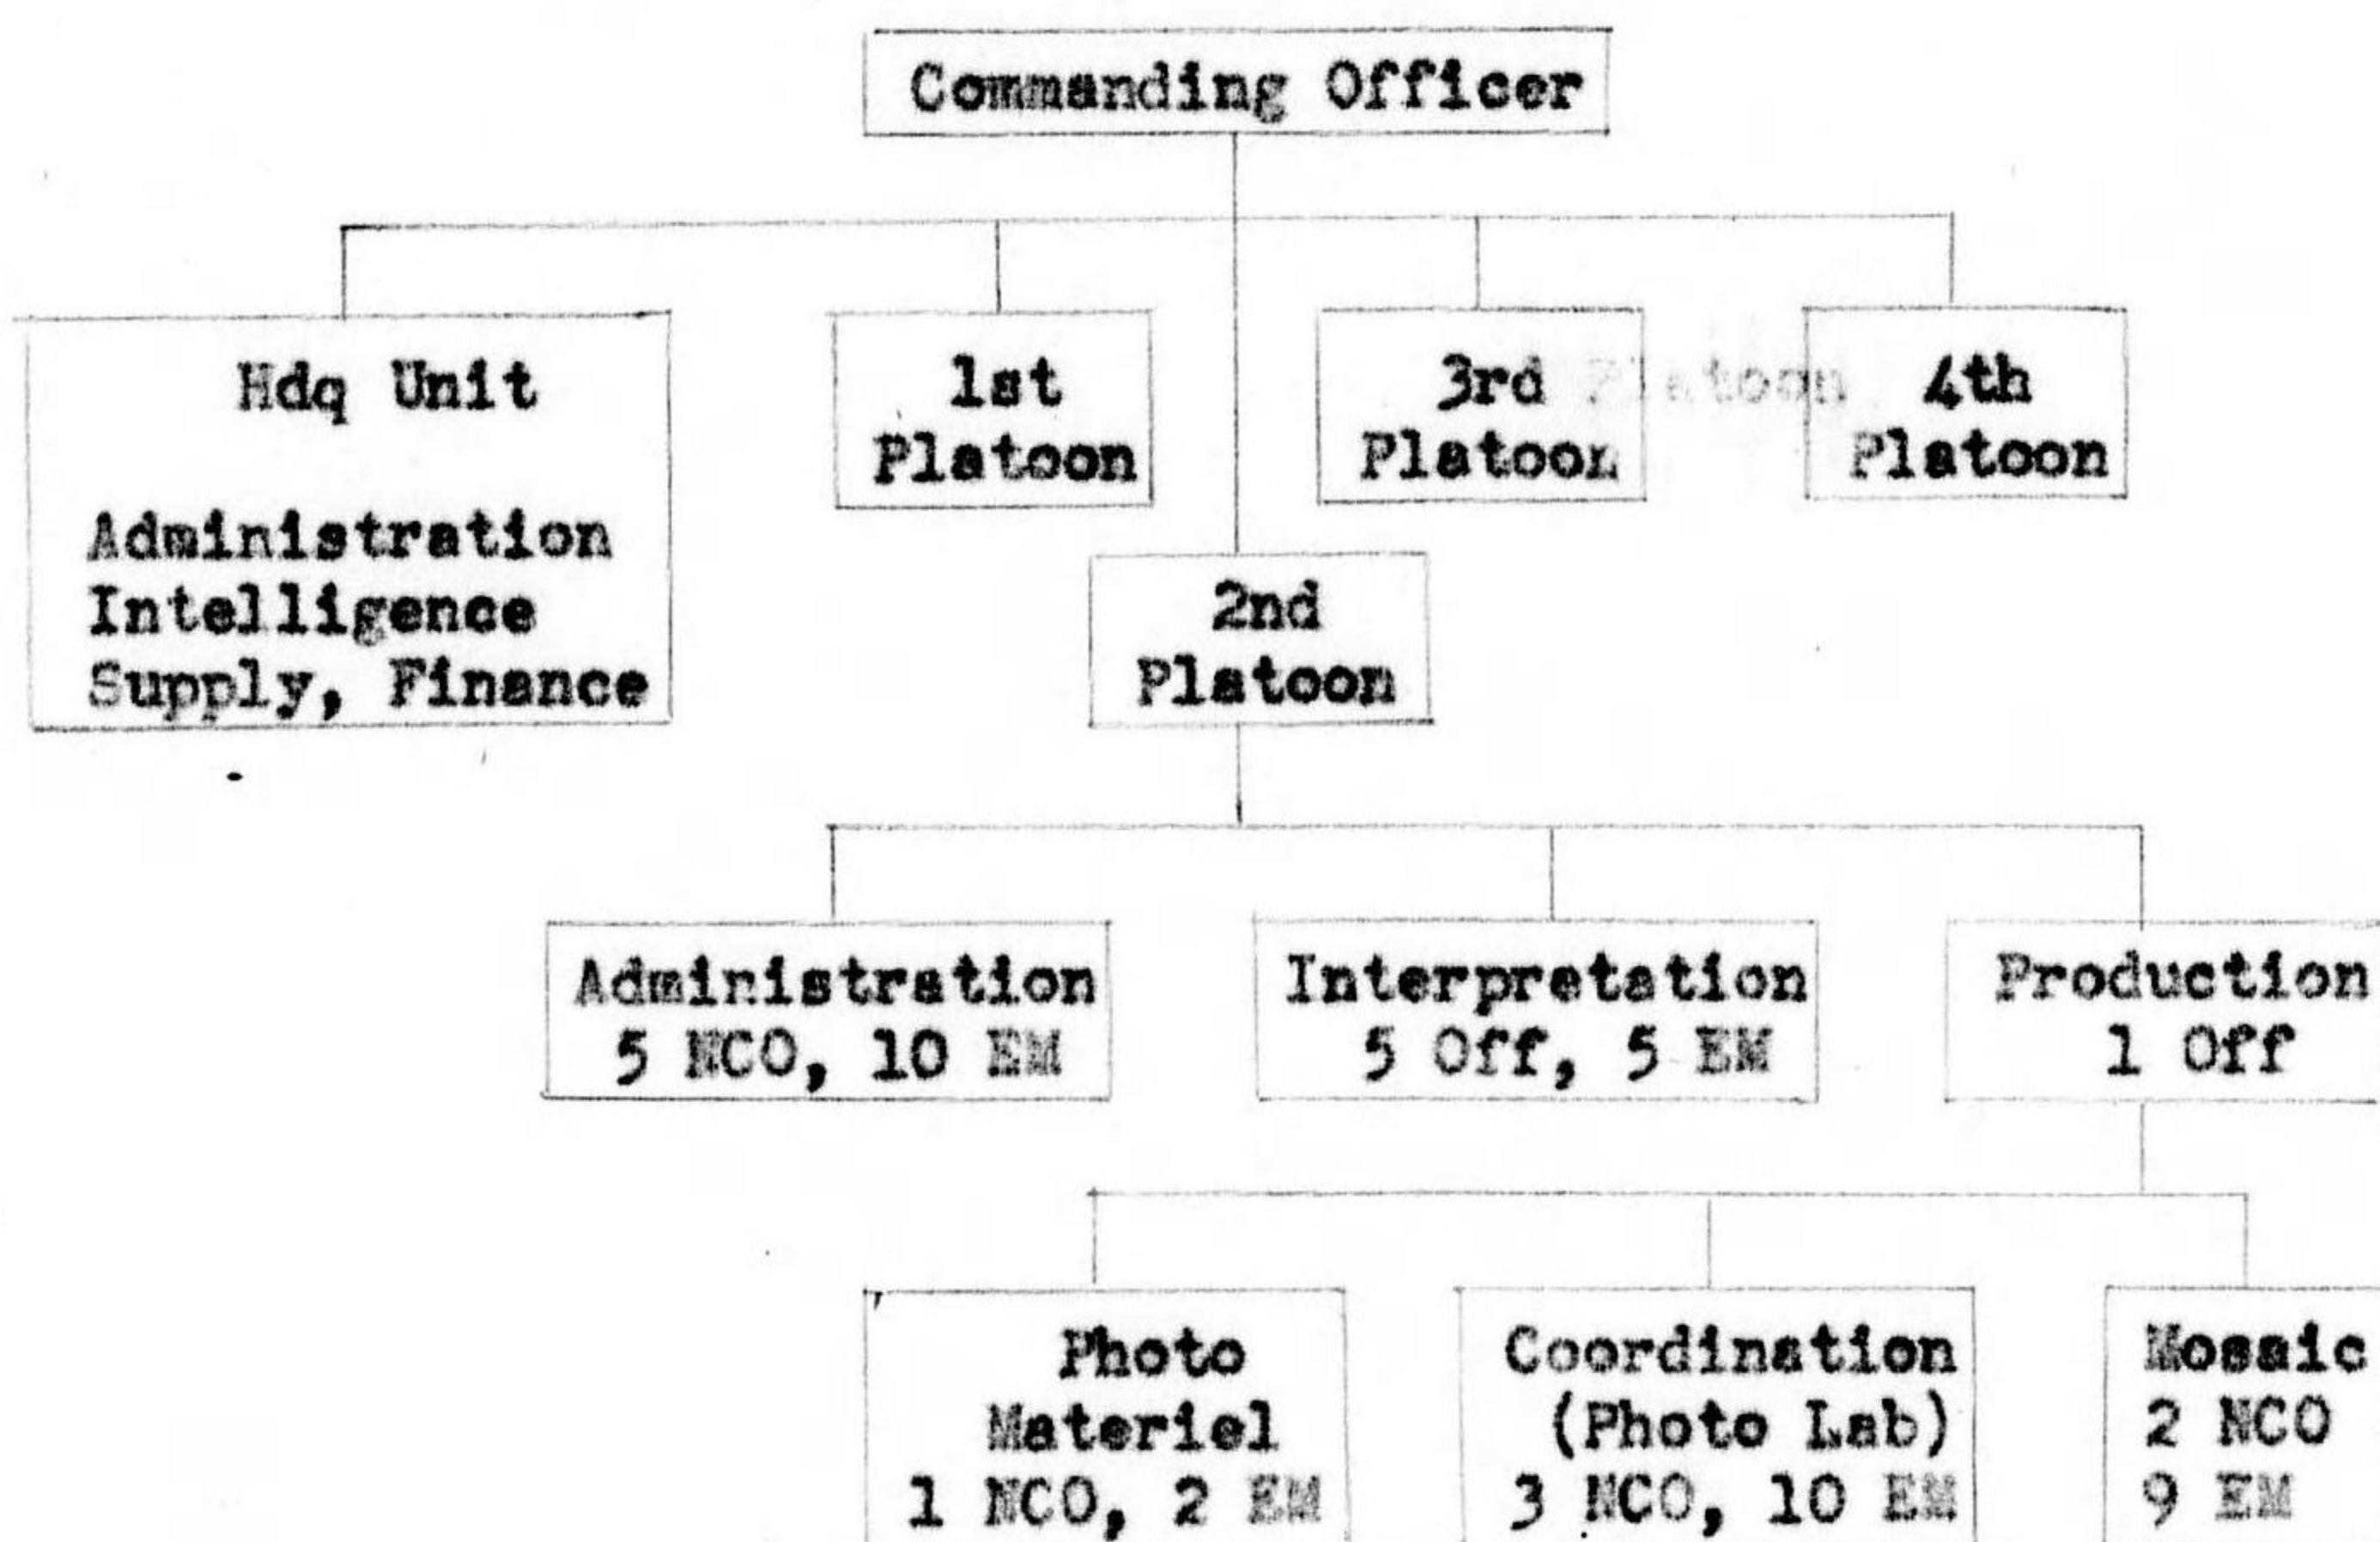 Commanding Officer
Hdq Unit
Administration
Intelligence
Supply, Finance
1st
Platoon
3rd
Platoon
Platoon
4th
Platoon
2nd
Platoon
Administration
5 NCO, 10 EM
Interpretation
5 Off, 5 EM
Production
1 Off
Photo
Materiel
1 NCO, 2 EM
Coordination
(Photo Lab)
3 NCO, 10 EM
Mosaic
2 NCO
9 EM